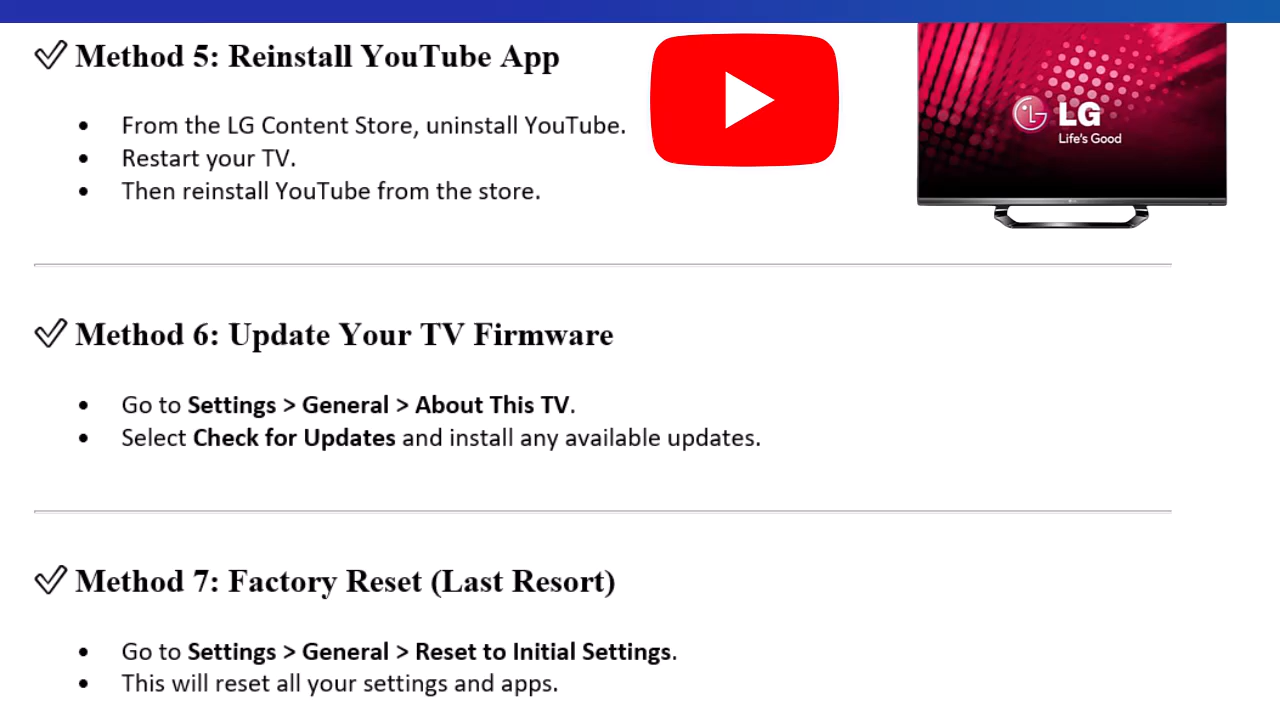 ✓ Method 5: Reinstall YouTube App
• From the LG Content Store, uninstall YouTube.
• Restart your TV.
• Then reinstall YouTube from the store.
LG
Life's Good
✓ Method 6: Update Your TV Firmware
• Go to Settings > General > About This TV.
• Select Check for Updates and install any available updates.
✓ Method 7: Factory Reset (Last Resort)
• Go to Settings > General > Reset to Initial Settings.
• This will reset all your settings and apps.